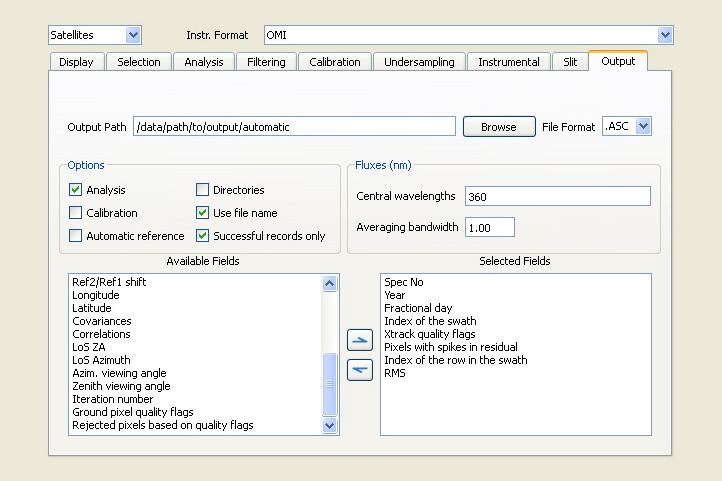 Satellites Instr. Format OMI
Display Selection Analysis Filtering Calibration Undersampling Instrumental Slit Output
Output Path /data/path/to/output/automatic Browse File Format .ASC
Options
Analysis Directories
Calibration Use file name
Automatic reference Successful records only
Fluxes (nm)
Central wavelengths 360
Averaging bandwidth 1.00
Available Fields
Ref2/Ref1 shift
Longitude
Latitude
Covariances
Correlations
LoS ZA
LoS Azimuth
Azim. viewing angle
Zenith viewing angle
Iteration number
Ground pixel quality flags
Rejected pixels based on quality flags
Selected Fields
Spec No
Year
Fractional day
Index of the swath
Xtrack quality flags
Pixels with spikes in residual
Index of the row in the swath
RMS